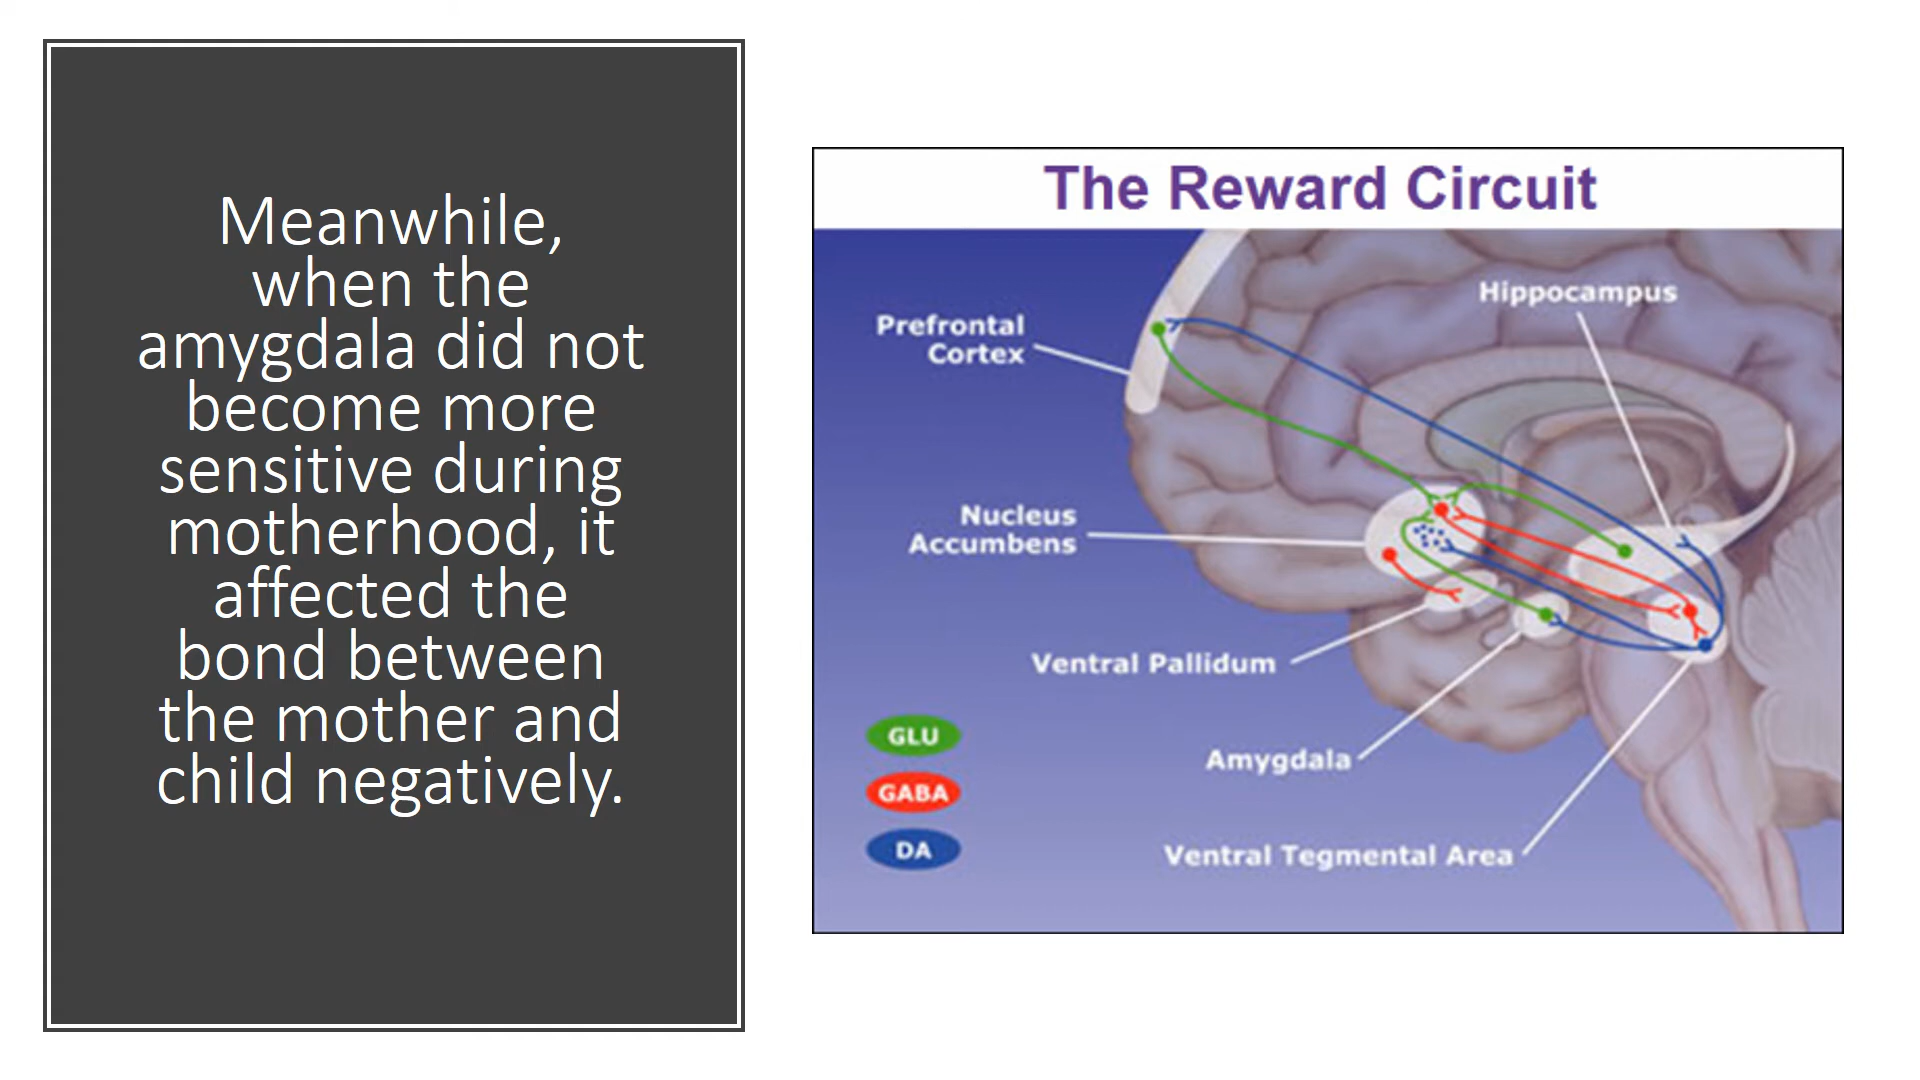 Meanwhile,
when the
amygdala did not
become more
sensitive during
motherhood, it
affected the
bond between
the mother and
child negatively.
The Reward Circuit
Hippocampus
Prefrontal
Cortex
Nucleus
Accumbens
Ventral Pallidum
GLU
Amygdala
GABA
DA
Ventral Tegmental Area